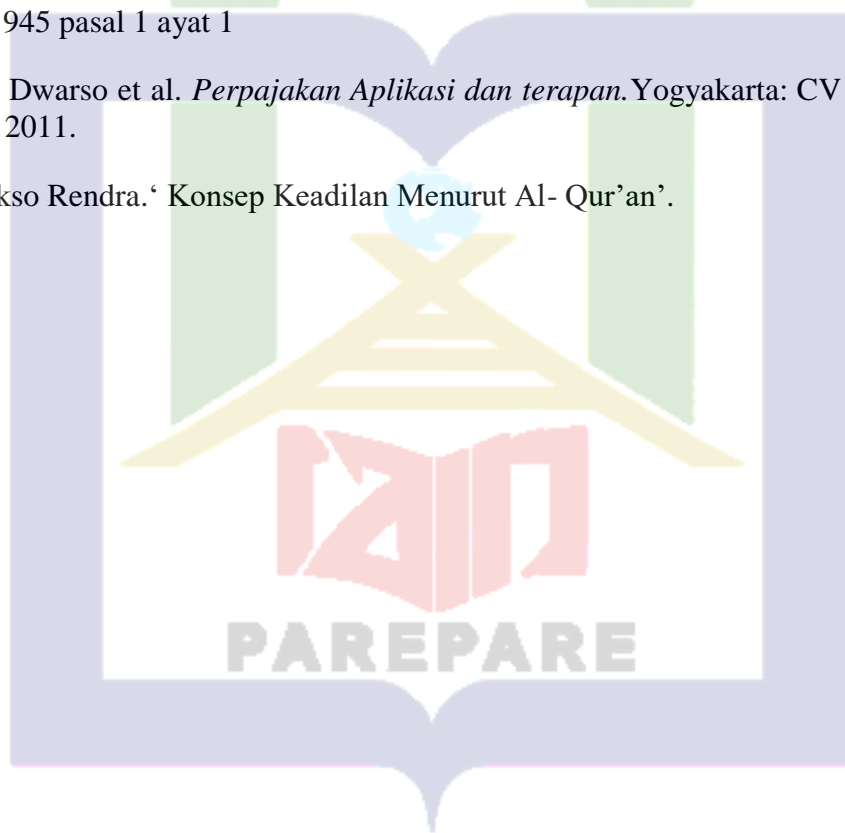 945 pasal 1 ayat 1
Dwarso et al. Perpajakan Aplikasi dan terapan.Yogyakarta: CV
2011.
kso Rendra.‘ Konsep Keadilan Menurut Al- Qur’an’.
iain
PAREPARE